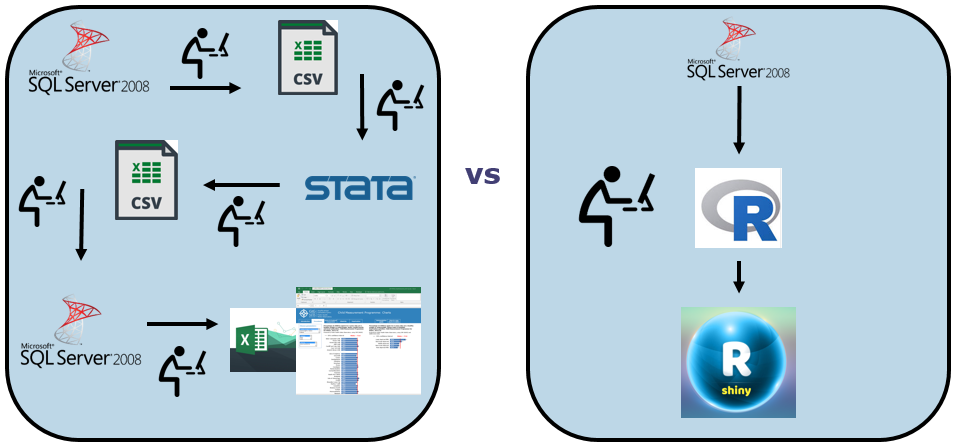 Microsoft®
SQL Server® 2008
X
CSV
vs
Microsoft®
SQL Server® 2008
X
CSV
STATA®
R
Microsoft®
SQL Server® 2008
X
R
shiny